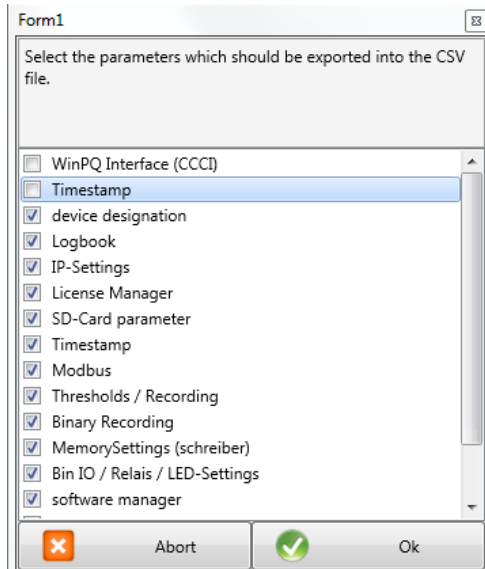 Form1
Select the parameters which should be exported into the CSV
file.
WinPQ Interface (CCCI)
Timestamp
device designation
Logbook
IP-Settings
License Manager
SD-Card parameter
Timestamp
Modbus
Thresholds / Recording
Binary Recording
MemorySettings (schreiber)
Bin IO / Relais / LED-Settings
software manager
Abort
Ok